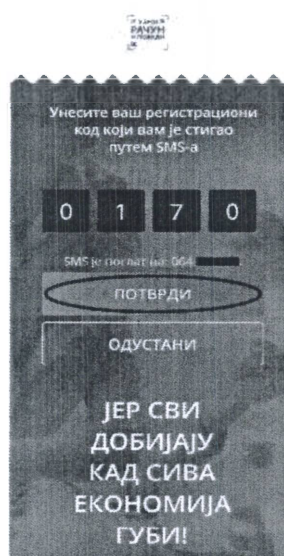 РАЧУН
Унесите ваш регистрациони
код који вам је стигао
путем SMS-а
0 1 7 0
SMS је послат на: 064
ПОТВРДИ
ОДУСТАНИ
ЈЕР СВИ
ДОБИЈАЈУ
КАД СИВА
ЕКОНОМИЈА
ГУБИ!